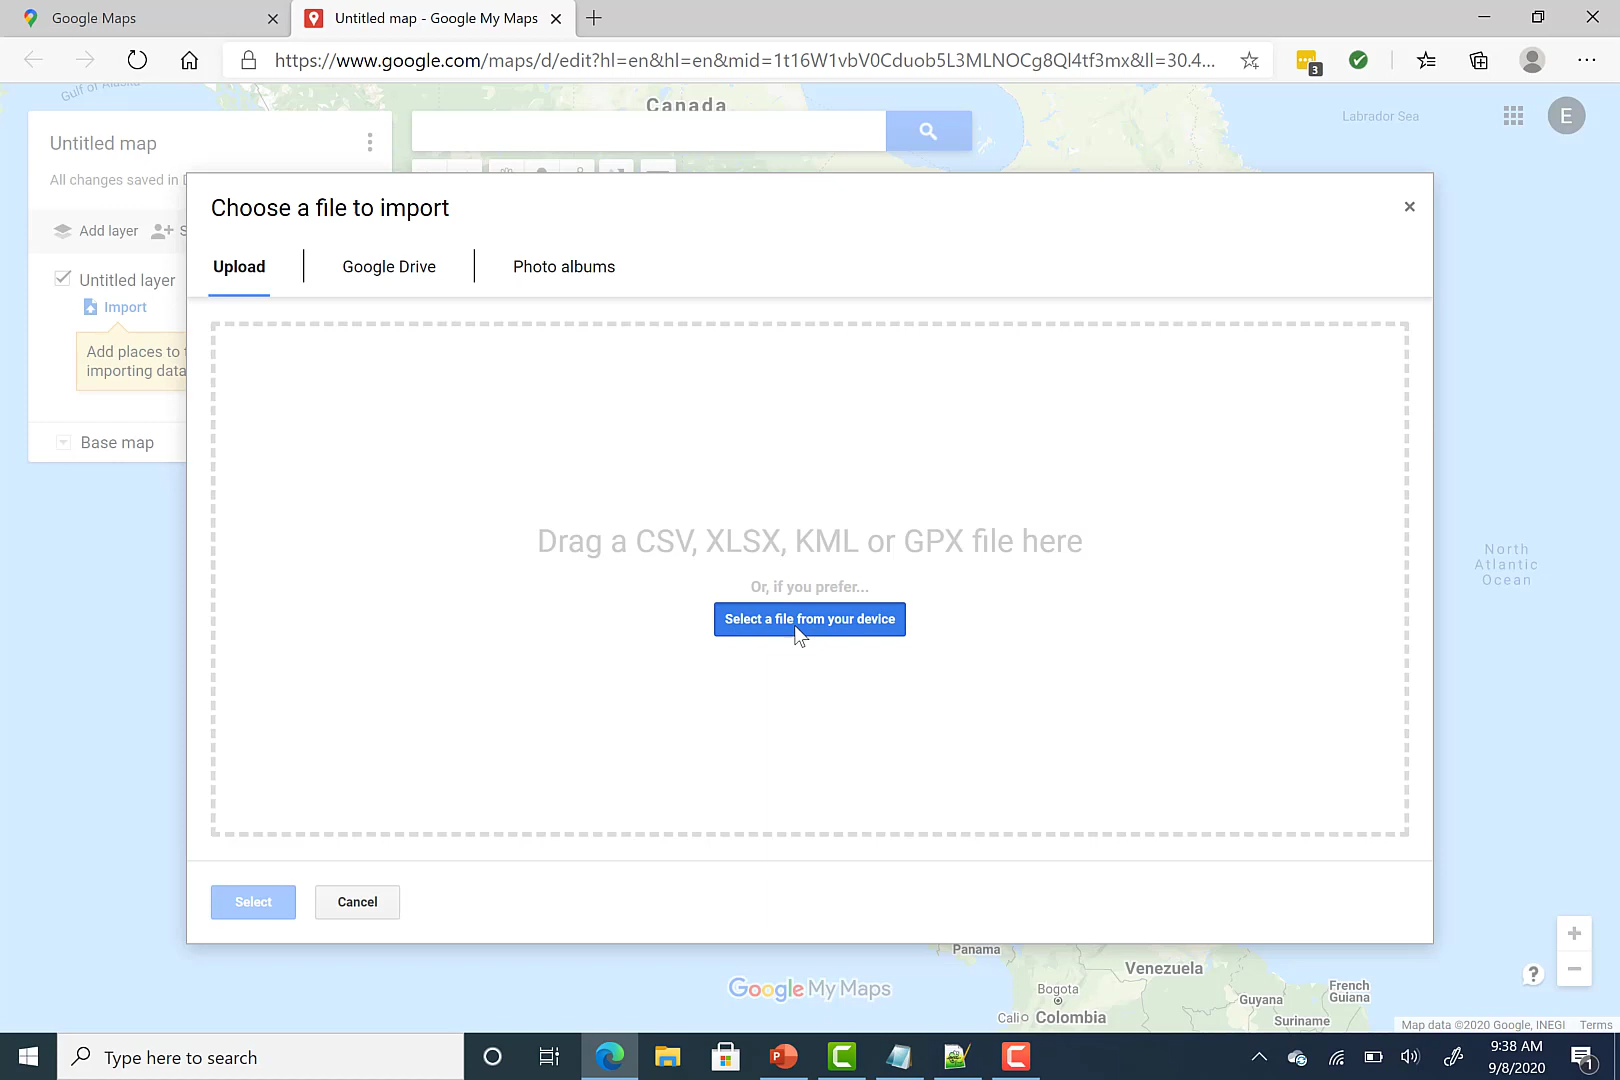 Google Maps
Untitled map - Google My Maps
https://www.google.com/maps/d/edit?hl=en&hl=en&mid=1t16W1vbV0Cduob5L3MLNOCg8Ql4tf3mx&ll=30.4...
3
Gulf of Alaska
Canada
Labrador Sea
E
Untitled map
All changes saved in
Add layer
S
Untitled layer
Import
Add places to
importing data
Base map
Choose a file to import
Upload
Google Drive
Photo albums
Drag a CSV, XLSX, KML or GPX file here
Or, if you prefer...
Select a file from your device
Select
Cancel
North
Atlantic
Ocean
Panama
Venezuela
Bogota
Guyana
French
Guiana
Cali
Colombia
Suriname
Google My Maps
Map data ©2020 Google, INEGI
Terms
Type here to search
9:38 AM
9/8/2020
1